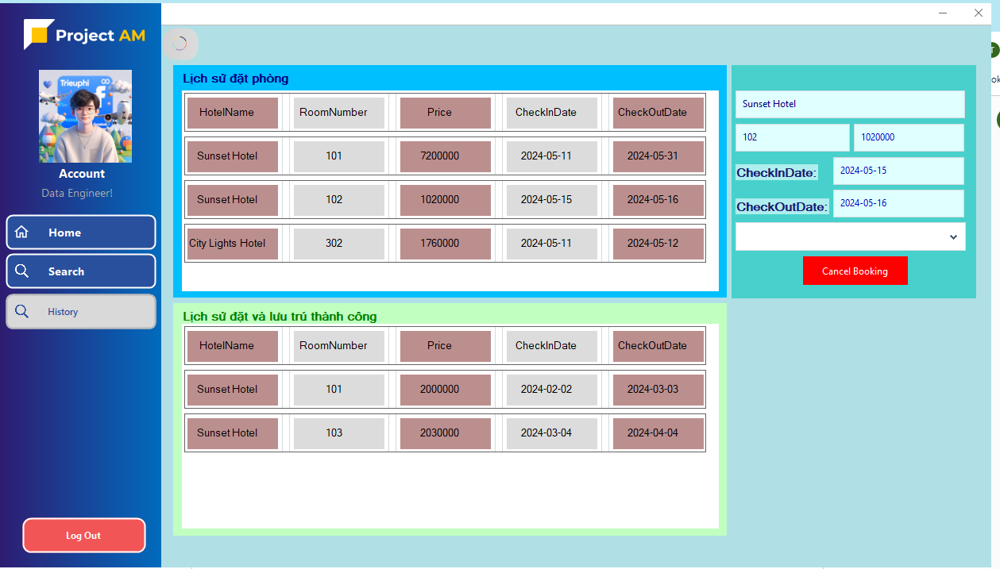 Project AM
Trieuphi
Account
Data Engineer!
Home
Search
History
Log Out
Lịch sử đặt phòng
HotelName RoomNumber Price CheckInDate CheckOutDate
Sunset Hotel 101 7200000 2024-05-11 2024-05-31
Sunset Hotel 102 1020000 2024-05-15 2024-05-16
City Lights Hotel 302 1760000 2024-05-11 2024-05-12
Lịch sử đặt và lưu trú thành công
HotelName RoomNumber Price CheckInDate CheckOutDate
Sunset Hotel 101 2000000 2024-02-02 2024-03-03
Sunset Hotel 103 2030000 2024-03-04 2024-04-04
Sunset Hotel
102 1020000
CheckInDate: 2024-05-15
CheckOutDate: 2024-05-16
Cancel Booking